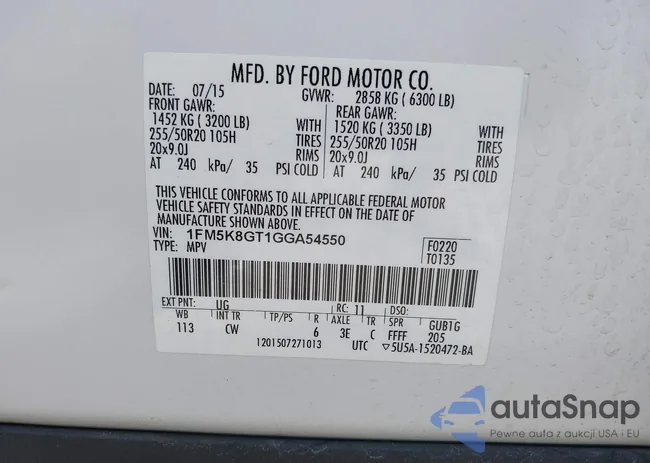 MFD. BY FORD MOTOR CO.
DATE: 07/15 GVWR: 2858 KG ( 6300 LB)
FRONT GAWR: REAR GAWR:
1452 KG ( 3200 LB) WITH 1520 KG ( 3350 LB) WITH
255/50R20 105H TIRES 255/50R20 105H TIRES
20x9.0J RIMS 20x9.0J RIMS
AT 240 kPa/ 35 PSI COLD AT 240 kPa/ 35 PSI COLD
THIS VEHICLE CONFORMS TO ALL APPLICABLE FEDERAL MOTOR
VEHICLE SAFETY STANDARDS IN EFFECT ON THE DATE OF
MANUFACTURE SHOWN ABOVE.
VIN: 1FM5K8GT1GGA54550 F0220
TYPE: MPV T0135
EXT PNT: UG RC: 11 DSO:
WB INT TR TP/PS R AXLE TR SPR GUB1G
113 CW 6 3E C FFFF 205
1201507271013 UTC ▽5U5A-1520472-BA
autaSnap
Pewne auta z aukcji USA i EU